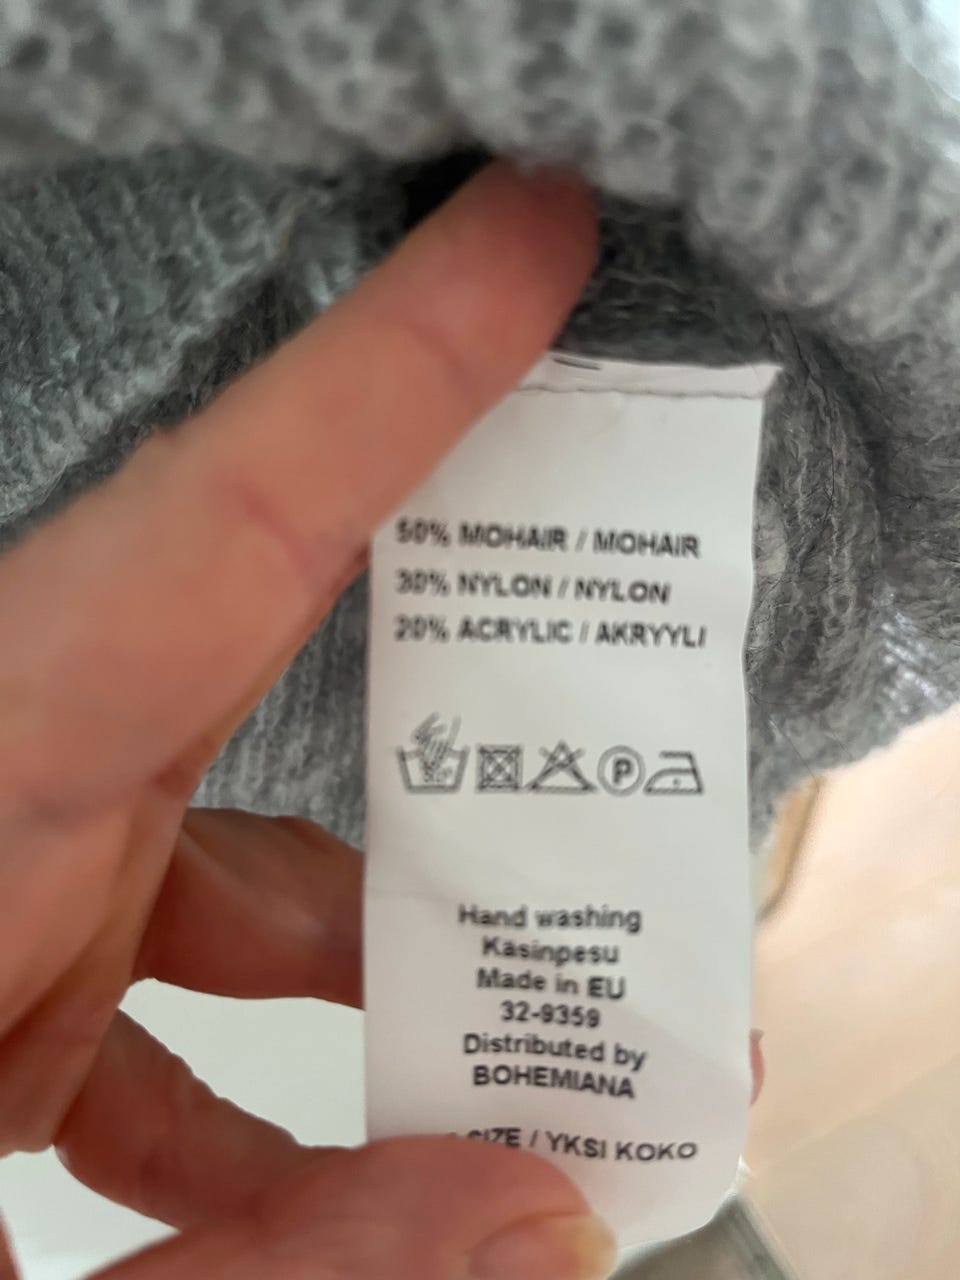 50% MOHAIR / MOHAIR
30% NYLON / NYLON
20% ACRYLIC / AKRYYLI
P
Hand washing
Käsinpesu
Made in EU
32-9359
Distributed by
BOHEMIANA
SIZE / YKSI KOKO